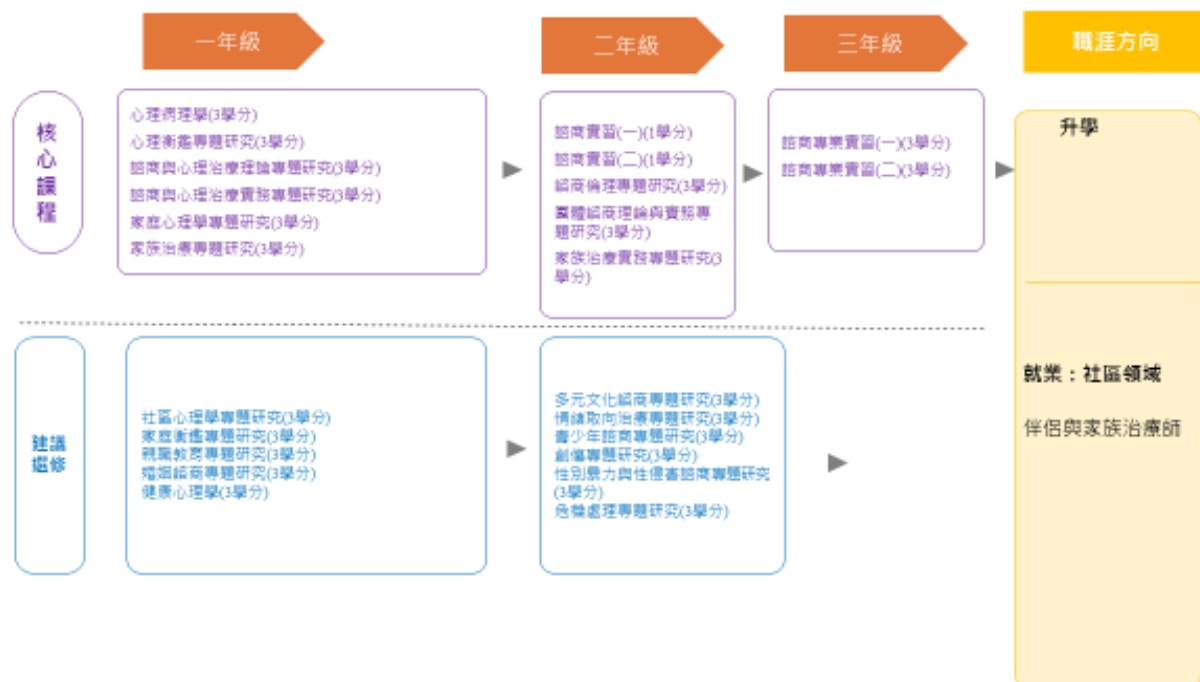 一年級
二年級
三年級
職涯方向
核
心
課
程
心理病理學(3學分)
心理衡鑑專題研究(3學分)
諮商與心理治療理論專題研究(3學分)
諮商與心理治療實務專題研究(3學分)
家庭心理學專題研究(3學分)
家族治療專題研究(3學分)
諮商實習(一)(1學分)
諮商實習(二)(1學分)
諮商倫理專題研究(3學分)
團體諮商理論與實務專
題研究(3學分)
家族治療實務專題研究(3
學分)
諮商專業實習(一)(3學分)
諮商專業實習(二)(3學分)
升學
建議
選修
社區心理學專題研究(3學分)
家庭衡鑑專題研究(3學分)
親職教育專題研究(3學分)
婚姻諮商專題研究(3學分)
健康心理學(3學分)
多元文化諮商專題研究(3學分)
情緒取向治療專題研究(3學分)
青少年諮商專題研究(3學分)
創傷專題研究(3學分)
性別暴力與性侵害諮商專題研究
(3學分)
危機處理專題研究(3學分)
就業：社區領域
伴侶與家族治療師